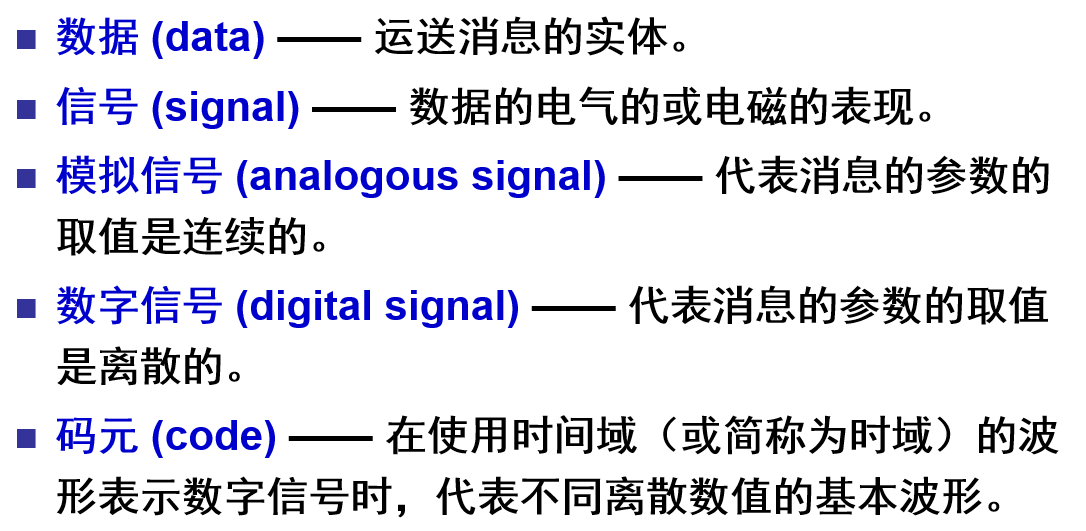 ■ 数据 (data) —— 运送消息的实体。
■ 信号 (signal) —— 数据的电气的或电磁的表现。
■ 模拟信号 (analogous signal) —— 代表消息的参数的
取值是连续的。
■ 数字信号 (digital signal) —— 代表消息的参数的取值
是离散的。
■ 码元 (code) —— 在使用时间域（或简称为时域）的波
形表示数字信号时，代表不同离散数值的基本波形。